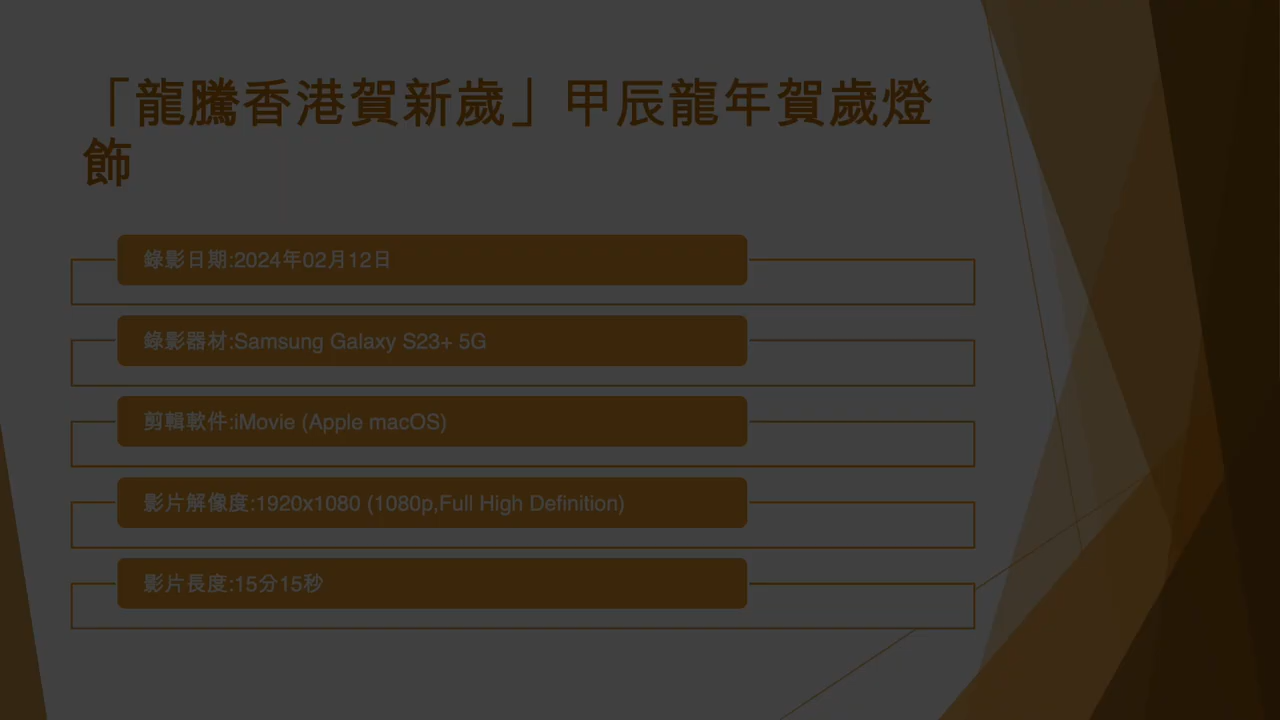 「龍騰香港賀新歲」甲辰龍年賀歲燈
飾
錄影日期:2024年02月12日
錄影器材:Samsung Galaxy S23+ 5G
剪輯軟件:iMovie (Apple macOS)
影片解像度:1920x1080 (1080p,Full High Definition)
影片長度:15分15秒